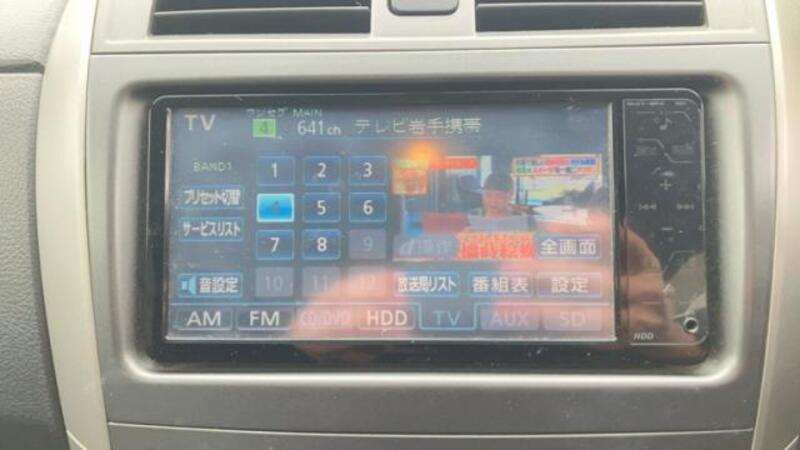 TV ワンセグ MAIN
4 641ch テレビ岩手携帯
BAND1
1 2 3
プリセット切替
4 5 6
サービスリスト
7 8 9
操作 臨時 全画面
音設定
10 11 12
放送局リスト 番組表 設定
AM FM CD/DVD HDD TV AUX SD
HDD